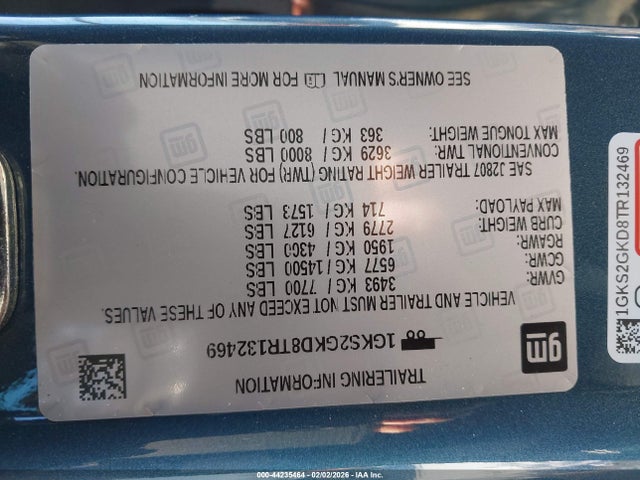 TRAILERING INFORMATION
gm
1GKS2GKD8TR132469
VEHICLE AND TRAILER MUST NOT EXCEED ANY OF THESE VALUES.
GVWR: 3493 KG / 7700 LBS
GCWR: 6577 KG/14500 LBS
RGAWR: 1950 KG / 4300 LBS
CURB WEIGHT: 2779 KG / 6127 LBS
MAX PAYLOAD: 714 KG / 1573 LBS
SAE J2807 TRAILER WEIGHT RATING (TWR) FOR VEHICLE CONFIGURATION.
CONVENTIONAL TWR: 3629 KG / 8000 LBS
MAX TONGUE WEIGHT: 363 KG / 800 LBS
SEE OWNER'S MANUAL FOR MORE INFORMATION
1GKS2GKD8TR132469
000-44235464 - 02/02/2026 - IAA Inc.